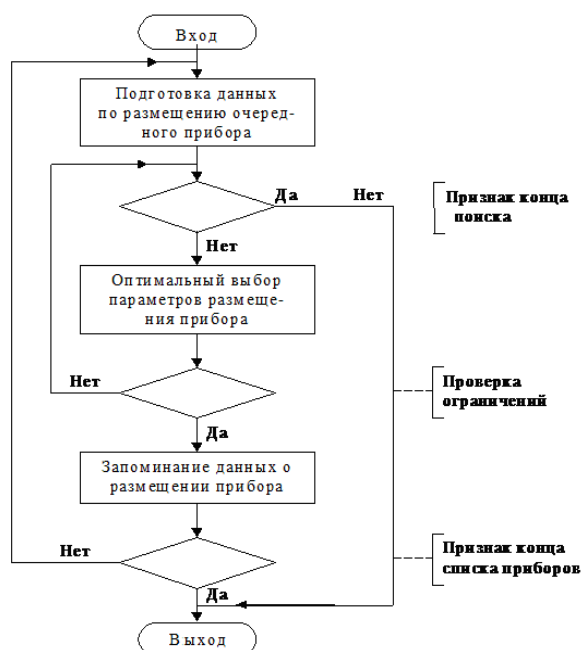 Вход
Подготовка данных
по размещению очеред-
ного прибора
Да
Нет
Признак конца
поиска
Нет
Оптимальный выбор
параметров размеще-
ния прибора
Нет
Проверка
ограничений
Да
Запоминание данных о
размещении прибора
Нет
Признак конца
списка приборов
Да
Выход